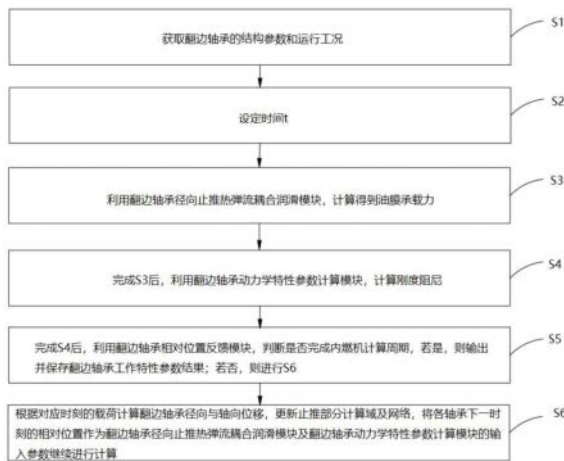 获取翻边轴承的结构参数和运行工况
S1
设定时间t
S2
利用翻边轴承径向止推热弹流耦合润滑模块，计算得到油膜承载力
S3
完成S3后，利用翻边轴承动力学特性参数计算模块，计算刚度阻尼
S4
完成S4后，利用翻边轴承相对位置反馈模块，判断是否完成内燃机计算周期，若是，则输出
并保存翻边轴承工作特性参数结果；若否，则进行S6
S5
根据对应时刻的载荷计算翻边轴承径向与轴向位移，更新止推部分计算域及网络，将各轴承下一时
刻的相对位置作为翻边轴承径向止推热弹流耦合润滑模块及翻边轴承动力学特性参数计算模块的输
入参数继续进行计算
S6